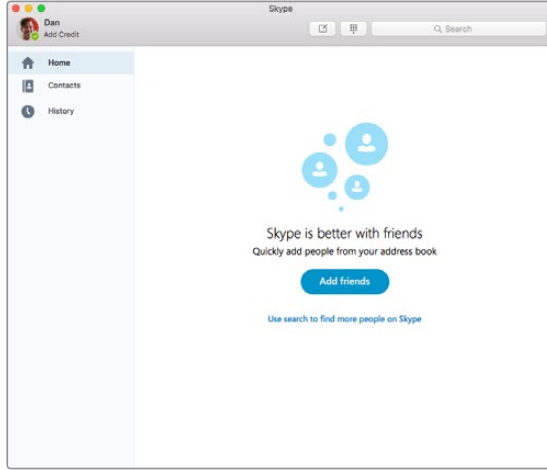 Skype
Dan
Add Credit
Search
Home
Contacts
History
Skype is better with friends
Quickly add people from your address book
Add friends
Use search to find more people on Skype